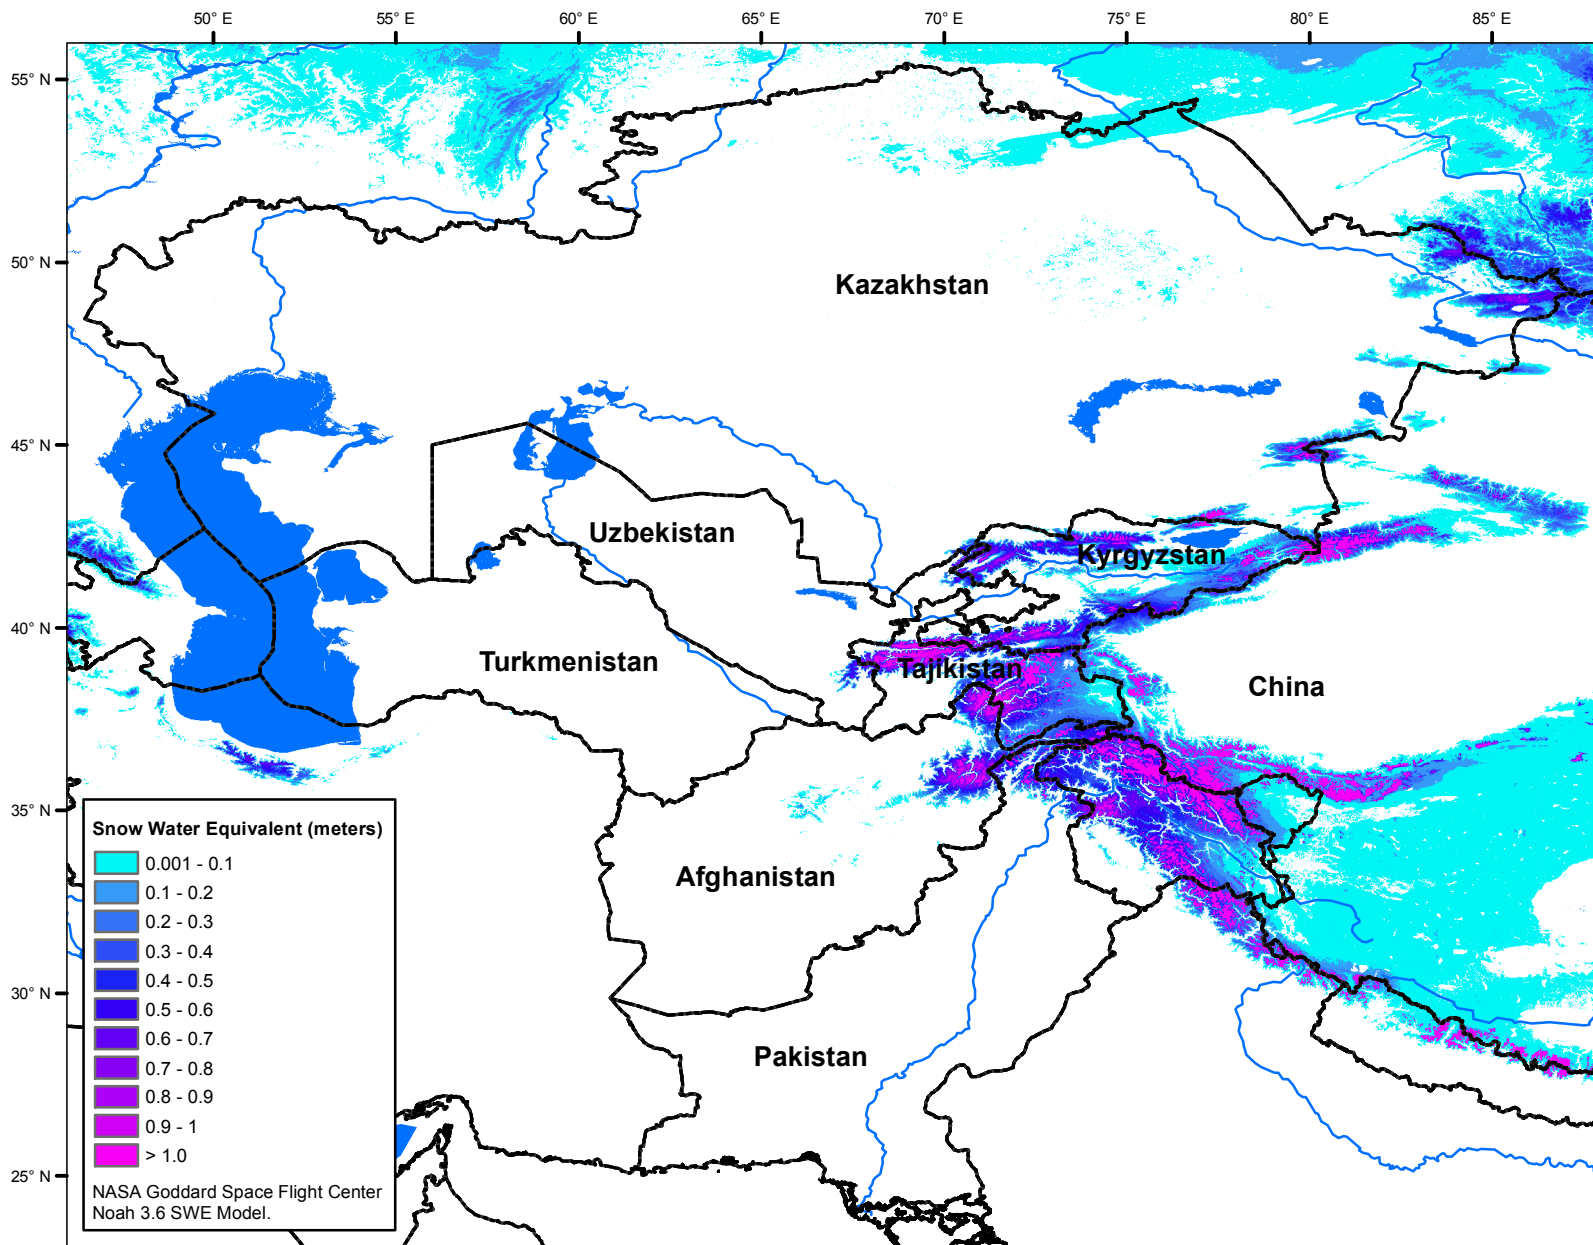 50° E 55° E 60° E 65° E 70° E 75° E 80° E 85° E
55° N
50° N
Kazakhstan
45° N
Uzbekistan
Kyrgyzstan
40° N
Turkmenistan
Tajikistan
China
35° N
Snow Water Equivalent (meters)
0.001 - 0.1
0.1 - 0.2
0.2 - 0.3
0.3 - 0.4
0.4 - 0.5
0.5 - 0.6
0.6 - 0.7
0.7 - 0.8
0.8 - 0.9
0.9 - 1
> 1.0
NASA Goddard Space Flight Center
Noah 3.6 SWE Model.
Afghanistan
30° N
Pakistan
25° N